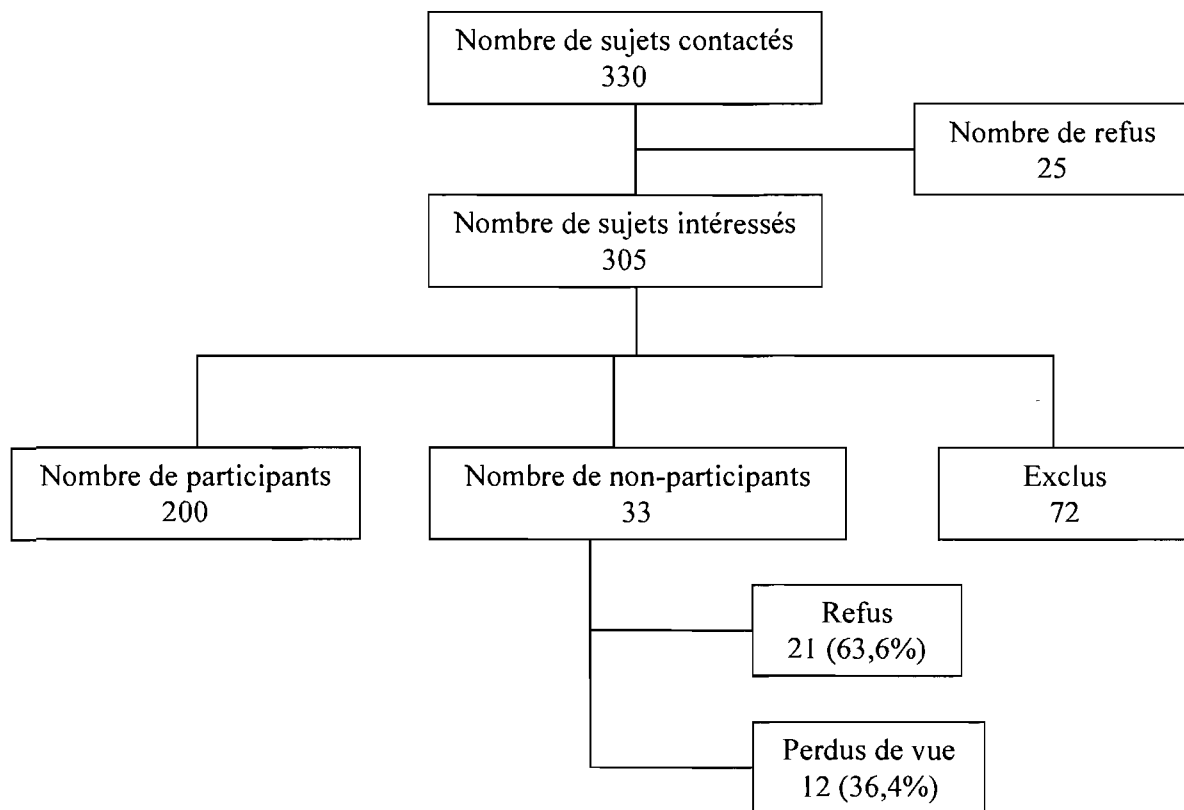 Nombre de sujets contactés
330
Nombre de refus
25
Nombre de sujets intéressés
305
Nombre de participants
200
Nombre de non-participants
33
Exclus
72
Refus
21 (63,6%)
Perdus de vue
12 (36,4%)